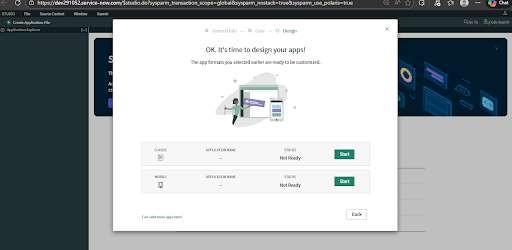 https://dev291052.service-now.com/$studio.do?sysparm_transaction_scope=global&sysparm_nostack=true&sysparm_use_polaris=true
Chat
STUDIO File Source Control Window Search
Create Application File
Application Explorer
General Info Data Design
OK. It's time to design your apps!
The app formats you selected earlier are ready to be customized.
CLASSIC APPLICATION NAME STATUS
-- Not Ready Start
MOBILE APPLICATION NAME STATUS
-- Not Ready Start
Back